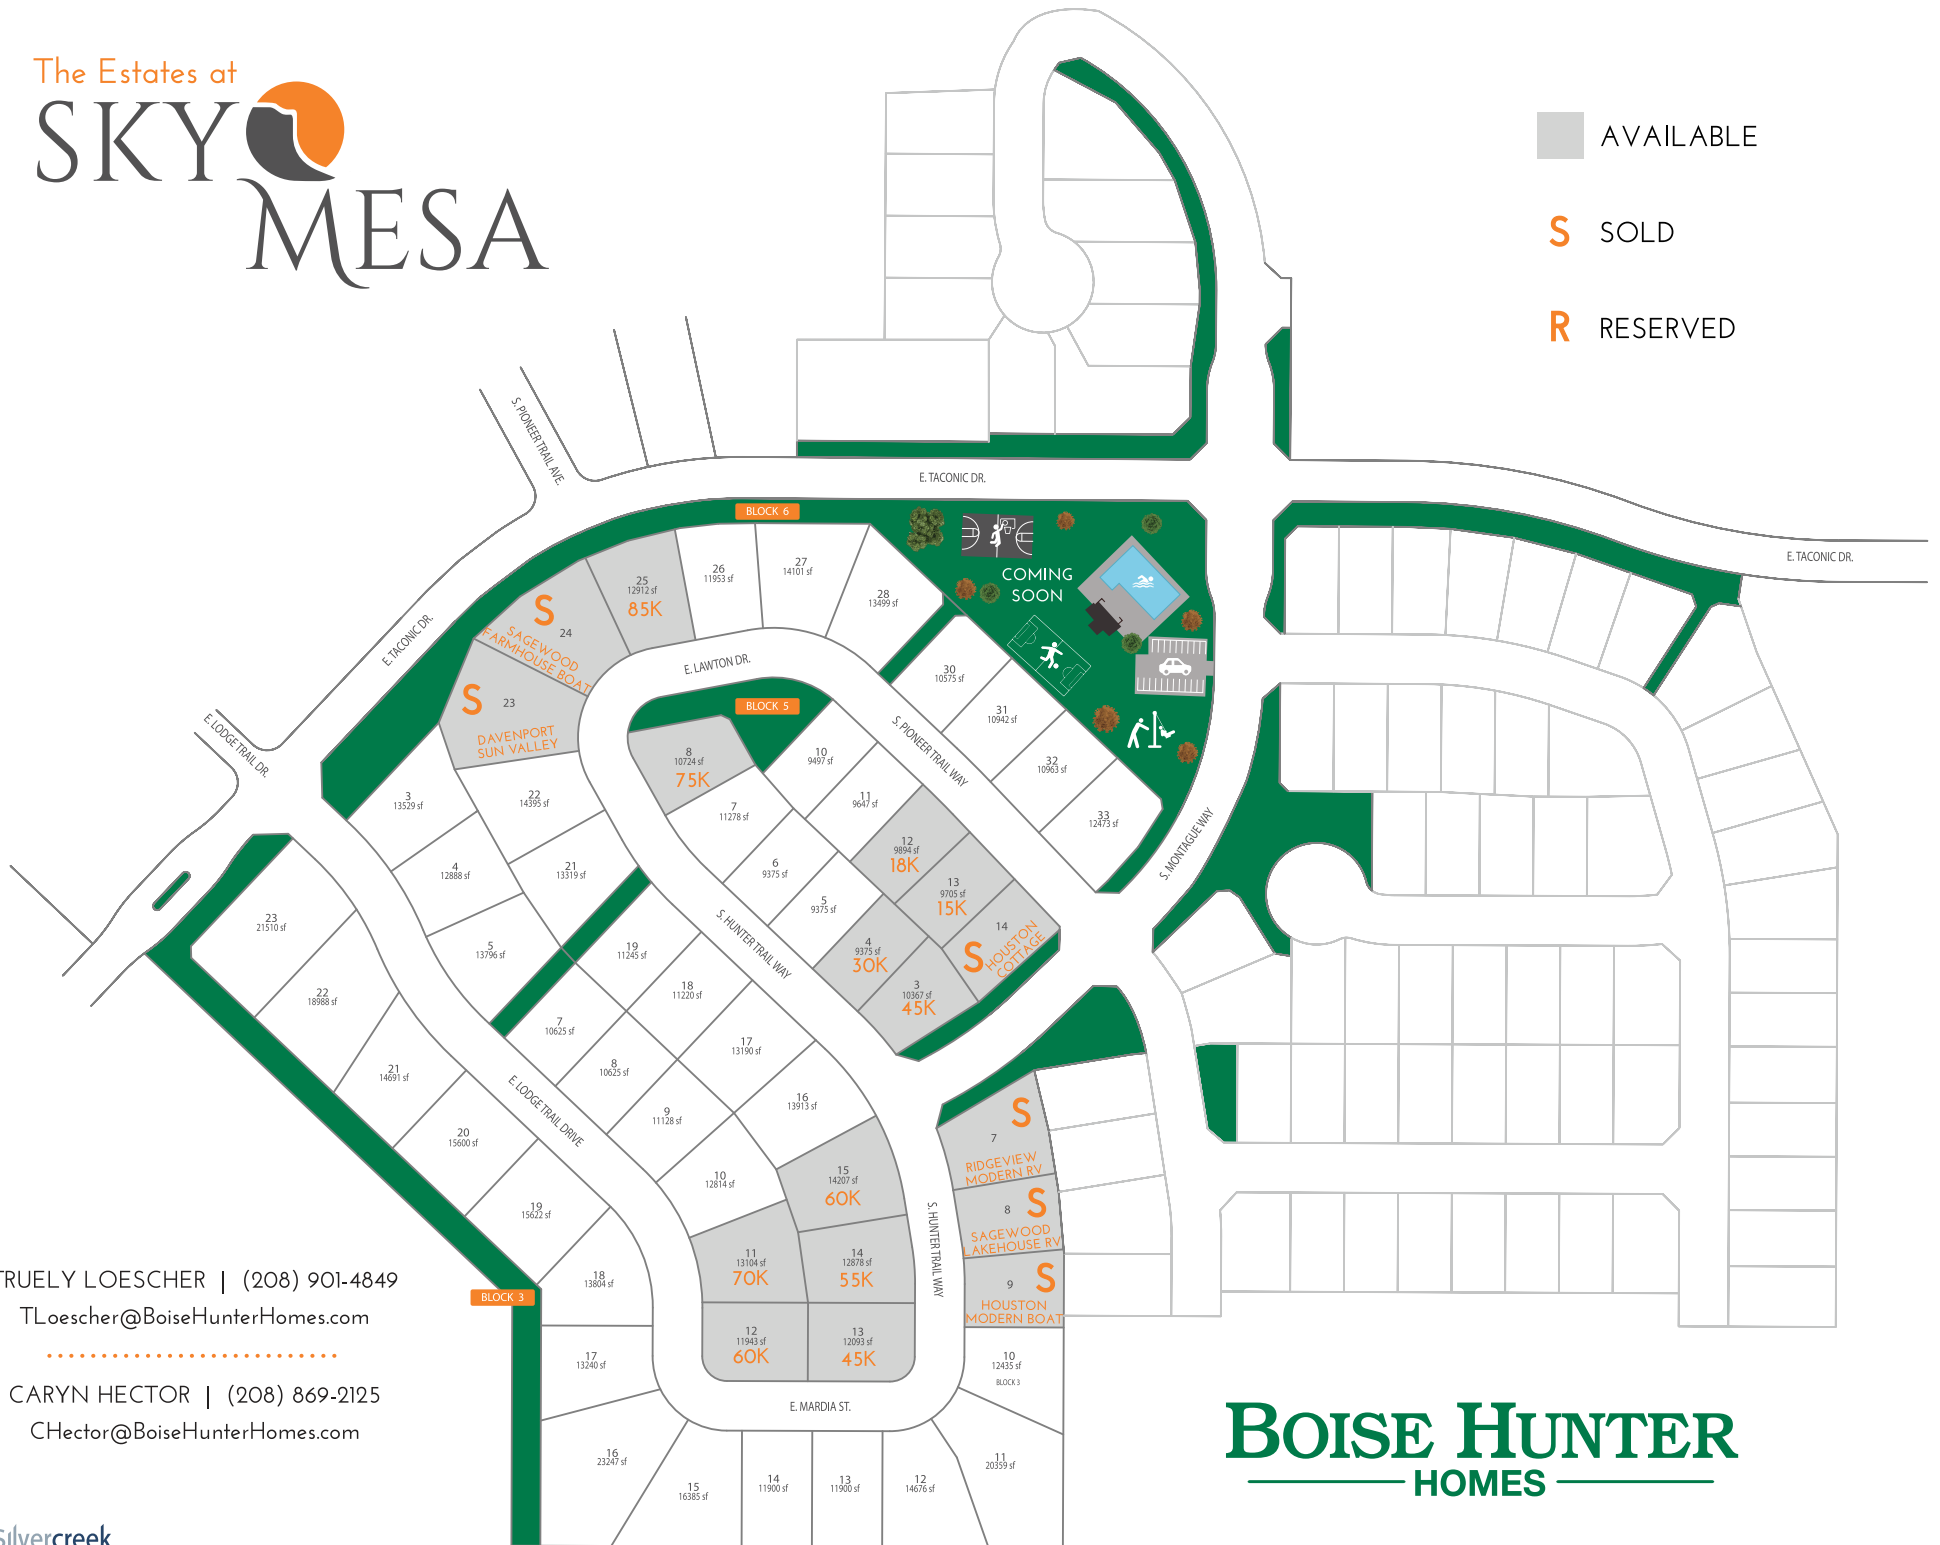 The Estates at
SKY
MESA
AVAILABLE
S SOLD
R RESERVED
S. PIONEER TRAIL AVE.
E. TACONIC DR.
E. TACONIC DR.
E. TACONIC DR.
E. LODGE TRAIL DR.
BLOCK 6
COMING
SOON
25
12912 sf
85K
26
11953 sf
27
14101 sf
28
13499 sf
S
24
SAGEWOOD
FARMHOUSE BOAT
S
23
DAVENPORT
SUN VALLEY
E. LAWTON DR.
BLOCK 5
S. PIONEER TRAIL WAY
30
10575 sf
31
10942 sf
32
10963 sf
33
12473 sf
S. MONTAGUE WAY
8
10724 sf
75K
10
9497 sf
11
9647 sf
7
11278 sf
12
9894 sf
18K
6
9375 sf
13
9705 sf
15K
5
9375 sf
14
S
HOUSTON
COTTAGE
4
9375 sf
30K
3
10367 sf
45K
S. HUNTER TRAIL WAY
3
13529 sf
22
14395 sf
4
12888 sf
21
13319 sf
5
13796 sf
19
11245 sf
18
11220 sf
7
10625 sf
17
13190 sf
8
10625 sf
16
13913 sf
9
11128 sf
10
12814 sf
15
14207 sf
60K
11
13104 sf
70K
14
12878 sf
55K
12
11943 sf
60K
13
12093 sf
45K
E. LODGE TRAIL DRIVE
S. HUNTER TRAIL WAY
E. MARDIA ST.
23
21510 sf
22
18988 sf
21
14691 sf
20
15600 sf
19
15622 sf
18
13804 sf
BLOCK 3
17
13240 sf
16
23247 sf
15
16385 sf
14
11900 sf
13
11900 sf
12
14676 sf
11
20359 sf
10
12435 sf
BLOCK 3
S
7
RIDGEVIEW
MODERN RV
S
8
SAGEWOOD
LAKEHOUSE RV
S
9
HOUSTON
MODERN BOAT
TRUELY LOESCHER | (208) 901-4849
TLoescher@BoiseHunterHomes.com
CARYN HECTOR | (208) 869-2125
CHector@BoiseHunterHomes.com
BOISE HUNTER
HOMES
silvercreek